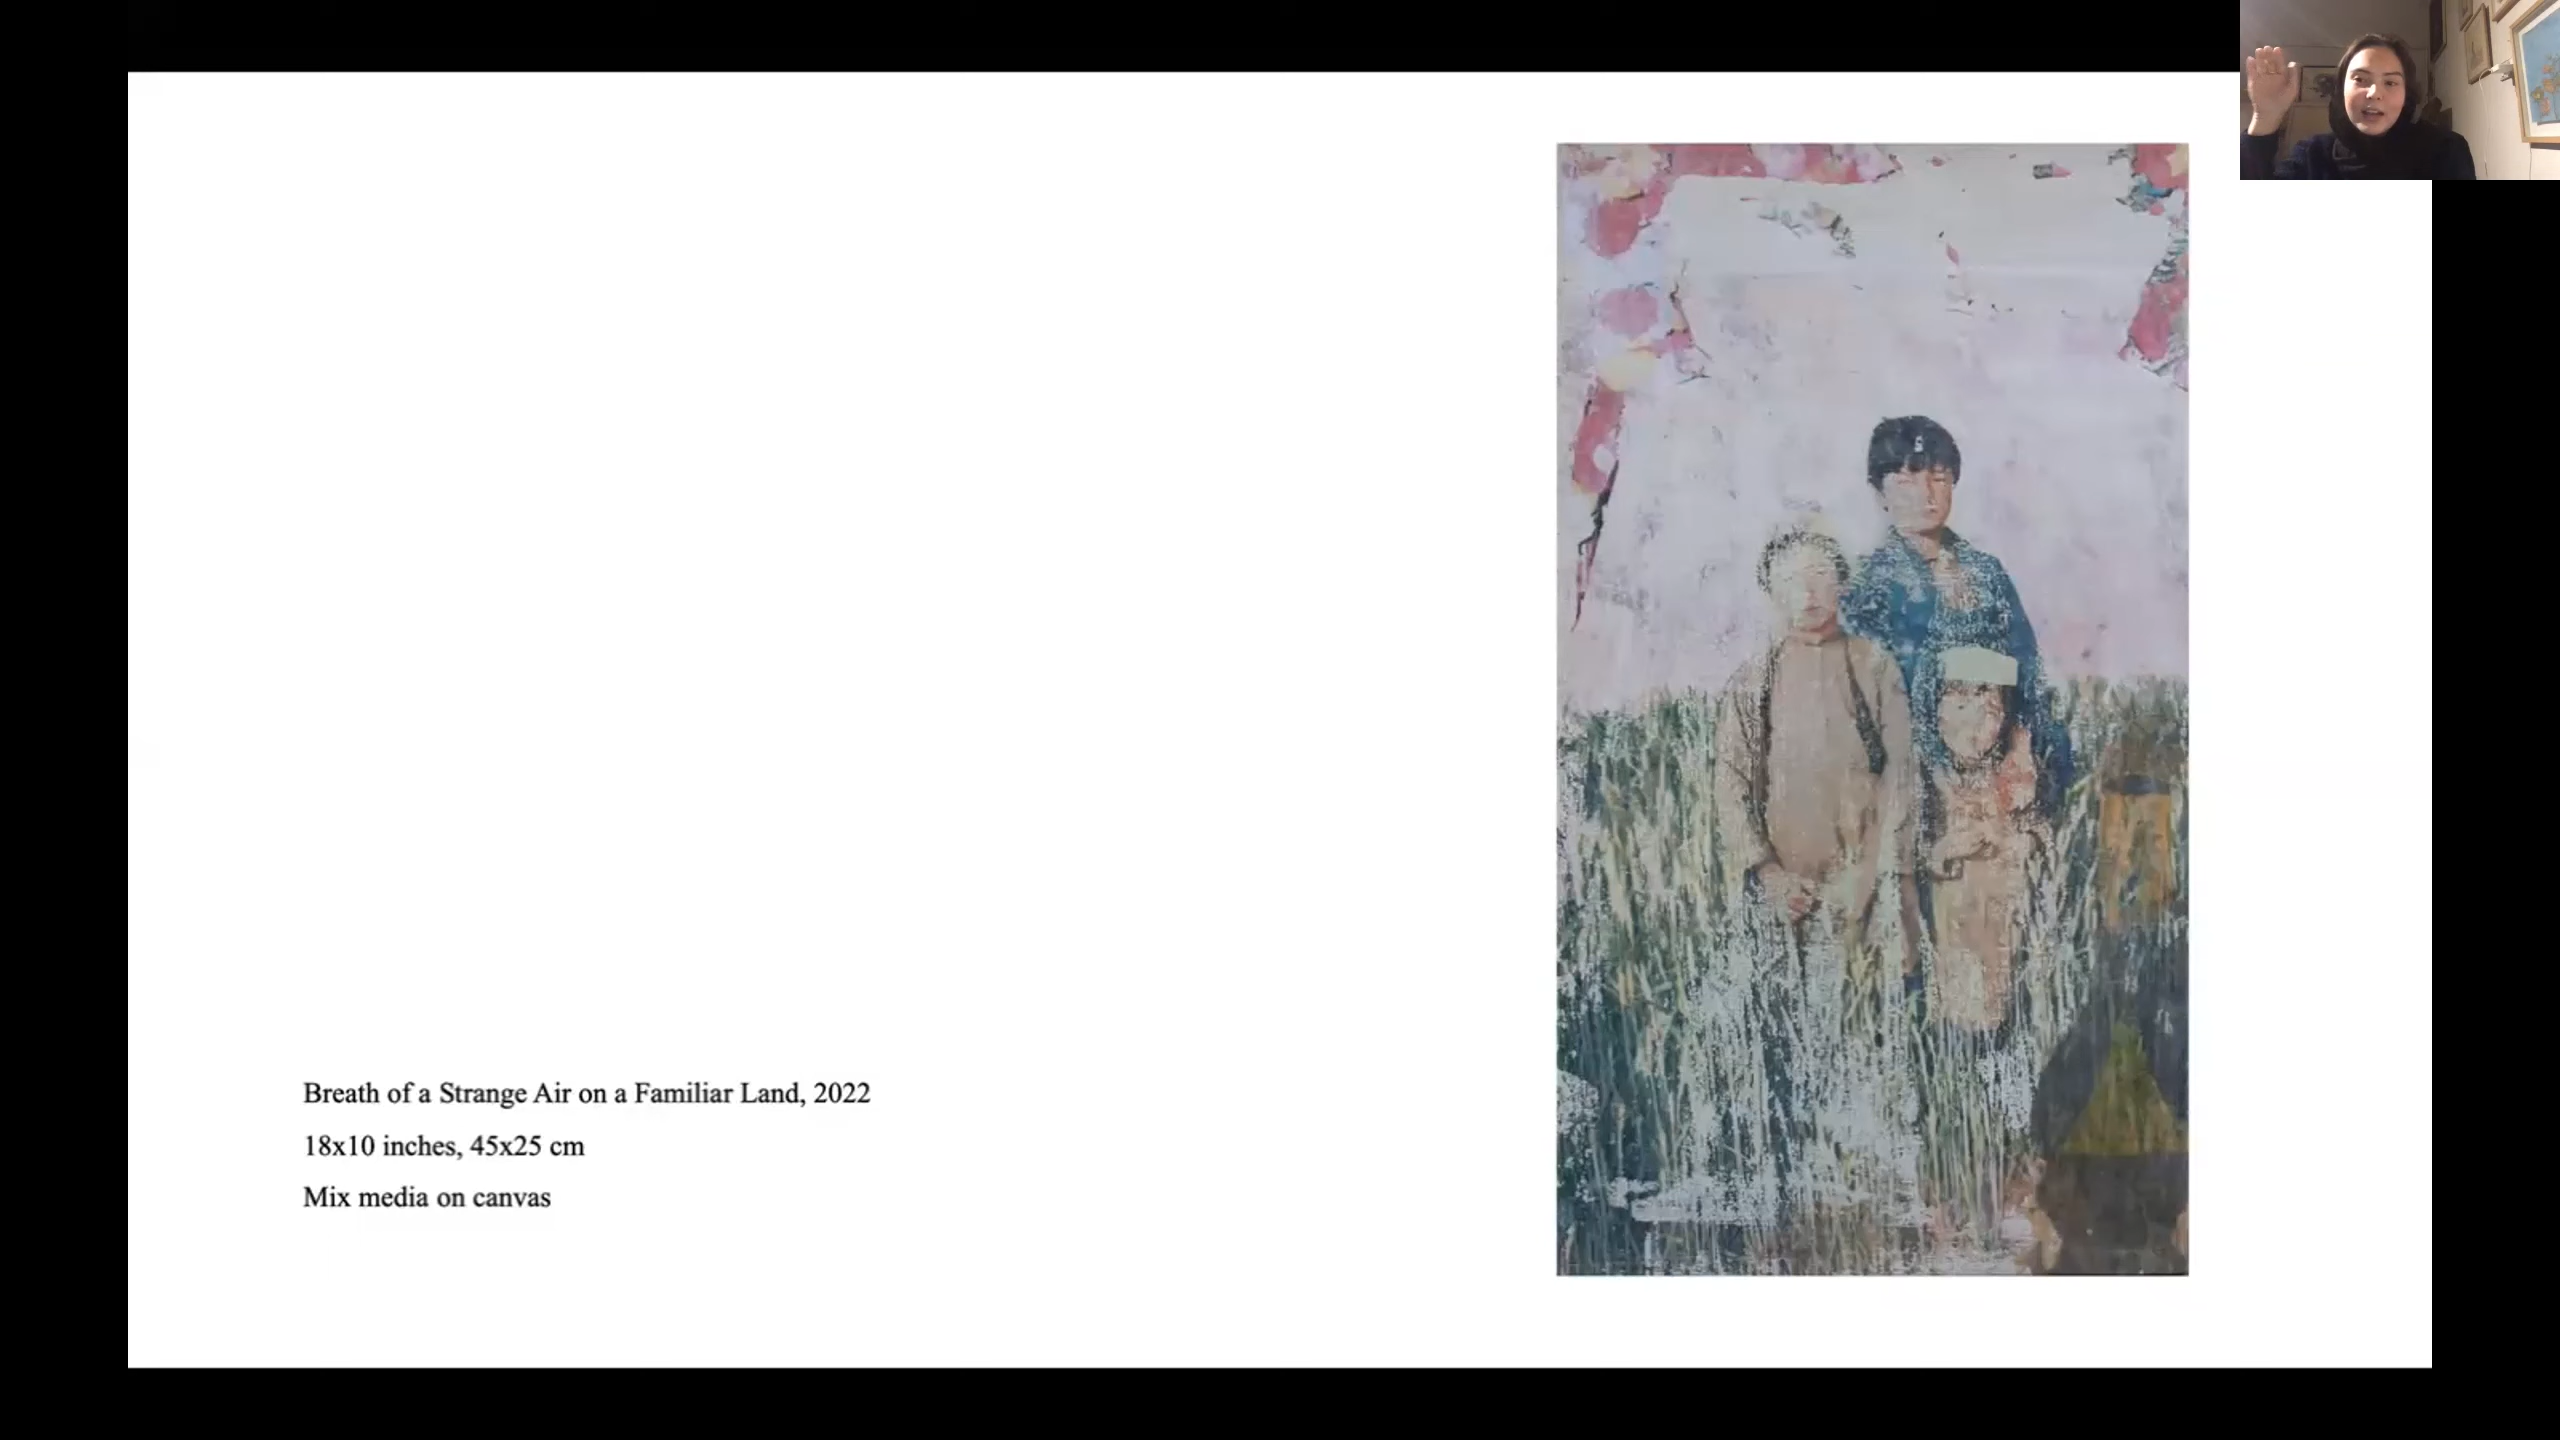 Breath of a Strange Air on a Familiar Land, 2022
18x10 inches, 45x25 cm
Mix media on canvas